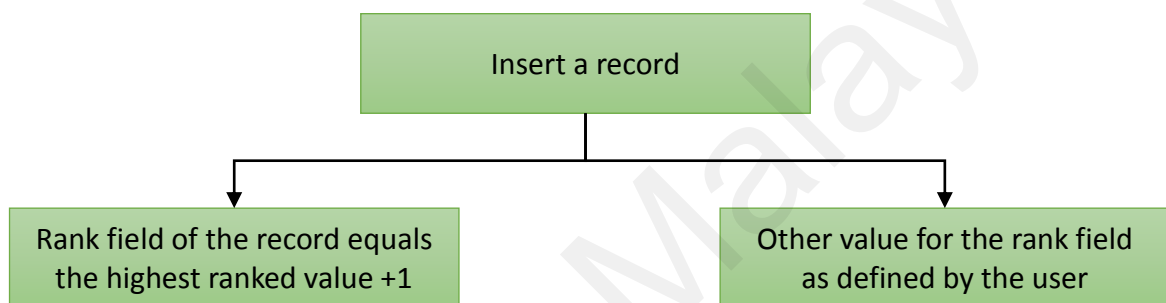 Insert a record
Rank field of the record equals
the highest ranked value +1
Other value for the rank field
as defined by the user
Malay